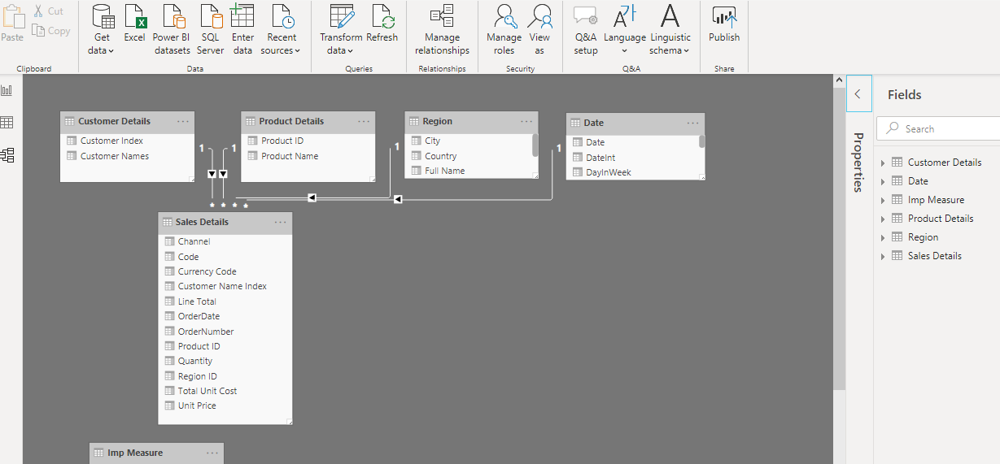 Paste
Cut
Copy
Clipboard
Get data
Excel
Power BI datasets
SQL Server
Enter data
Recent sources
Data
Transform data
Refresh
Queries
Manage relationships
Relationships
Manage roles
View as
Security
Q&A setup
Language
Linguistic schema
Q&A
Publish
Share
Customer Details
Customer Index
Customer Names
Product Details
Product ID
Product Name
Region
City
Country
Full Name
Date
Date
DateInt
DayInWeek
1
1
1
1
* * * *
Sales Details
Channel
Code
Currency Code
Customer Name Index
Line Total
OrderDate
OrderNumber
Product ID
Quantity
Region ID
Total Unit Cost
Unit Price
Imp Measure
Properties
Fields
Search
Customer Details
Date
Imp Measure
Product Details
Region
Sales Details